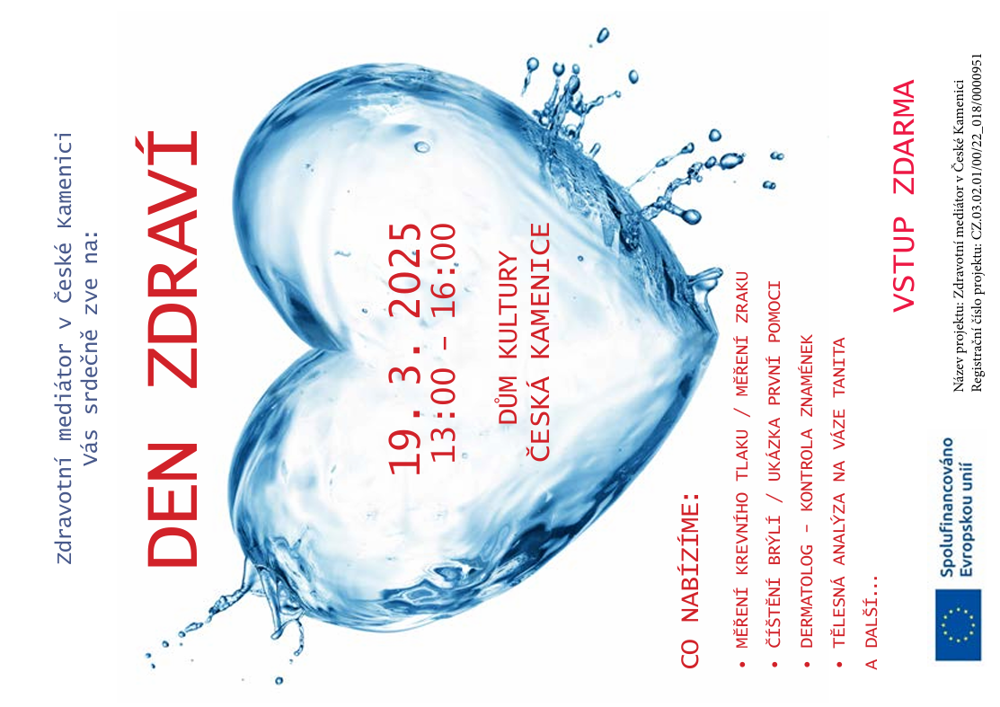 Zdravotní mediátor v České Kamenici
Vás srdečně zve na:
DEN ZDRAVÍ
19. 3. 2025
13:00 – 16:00
DŮM KULTURY
ČESKÁ KAMENICE
CO NABÍZÍME:
• MĚŘENÍ KREVNÍHO TLAKU / MĚŘENÍ ZRAKU
• ČÍŠTĚNÍ BRÝLÍ / UKÁZKA PRVNÍ POMOCI
• DERMATOLOG – KONTROLA ZNAMÉNEK
• TĚLESNÁ ANALÝZA NA VÁZE TANITA
A DALŠÍ...
VSTUP ZDARMA
Spolufinancováno
Evropskou unií
Název projektu: Zdravotní mediátor v České Kamenici
Registrační číslo projektu: CZ.03.02.01/00/22_018/0000951